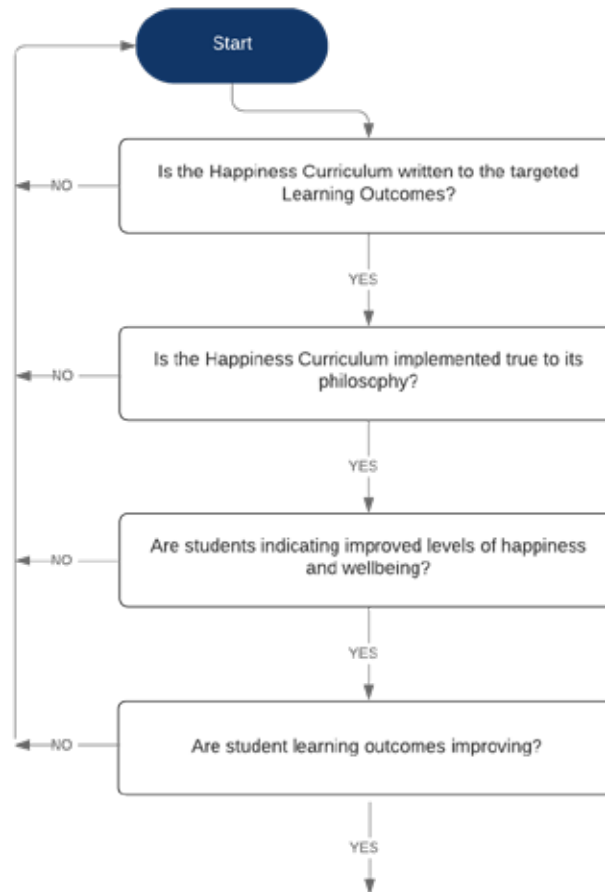 Start
Is the Happiness Curriculum written to the targeted
Learning Outcomes?
NO
YES
Is the Happiness Curriculum implemented true to its
philosophy?
NO
YES
Are students indicating improved levels of happiness
and wellbeing?
NO
YES
Are student learning outcomes improving?
NO
YES